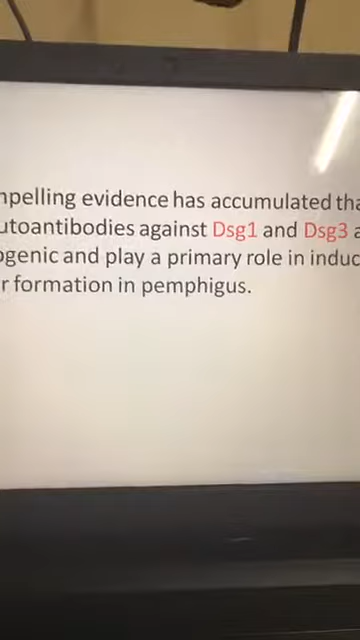 mpelling evidence has accumulated tha
utoantibodies against Dsg1 and Dsg3 a
ogenic and play a primary role in induc
r formation in pemphigus.